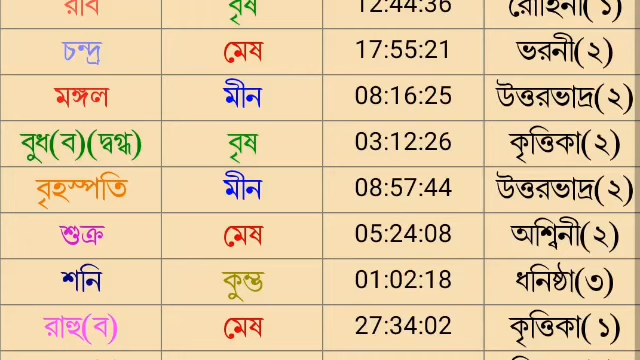 রবি বৃষ 12:44:36 রোহিনী(১)
চন্দ্র মেষ 17:55:21 ভরনী(২)
মঙ্গল মীন 08:16:25 উত্তরভাদ্র(২)
বুধ(ব)(দ্বগ্ধ) বৃষ 03:12:26 কৃত্তিকা(২)
বৃহস্পতি মীন 08:57:44 উত্তরভাদ্র(২)
শুক্র মেষ 05:24:08 অশ্বিনী(২)
শনি কুম্ভ 01:02:18 ধনিষ্ঠা(৩)
রাহু(ব) মেষ 27:34:02 কৃত্তিকা(১)